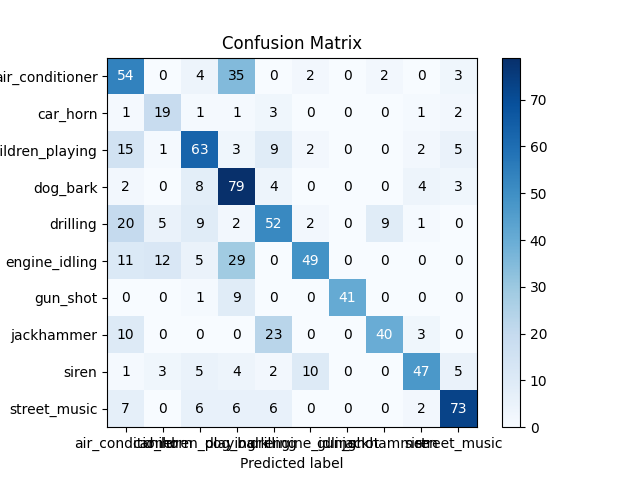 Confusion Matrix
air_conditioner 54 0 4 35 0 2 0 2 0 3
car_horn 1 19 1 1 3 0 0 0 1 2
ildren_playing 15 1 63 3 9 2 0 0 2 5
dog_bark 2 0 8 79 4 0 0 0 4 3
drilling 20 5 9 2 52 2 0 9 1 0
engine_idling 11 12 5 29 0 49 0 0 0 0
gun_shot 0 0 1 9 0 0 41 0 0 0
jackhammer 10 0 0 0 23 0 0 40 3 0
siren 1 3 5 4 2 10 0 0 47 5
street_music 7 0 6 6 6 0 0 0 2 73
70
60
50
40
30
20
10
0
street_music
Predicted label